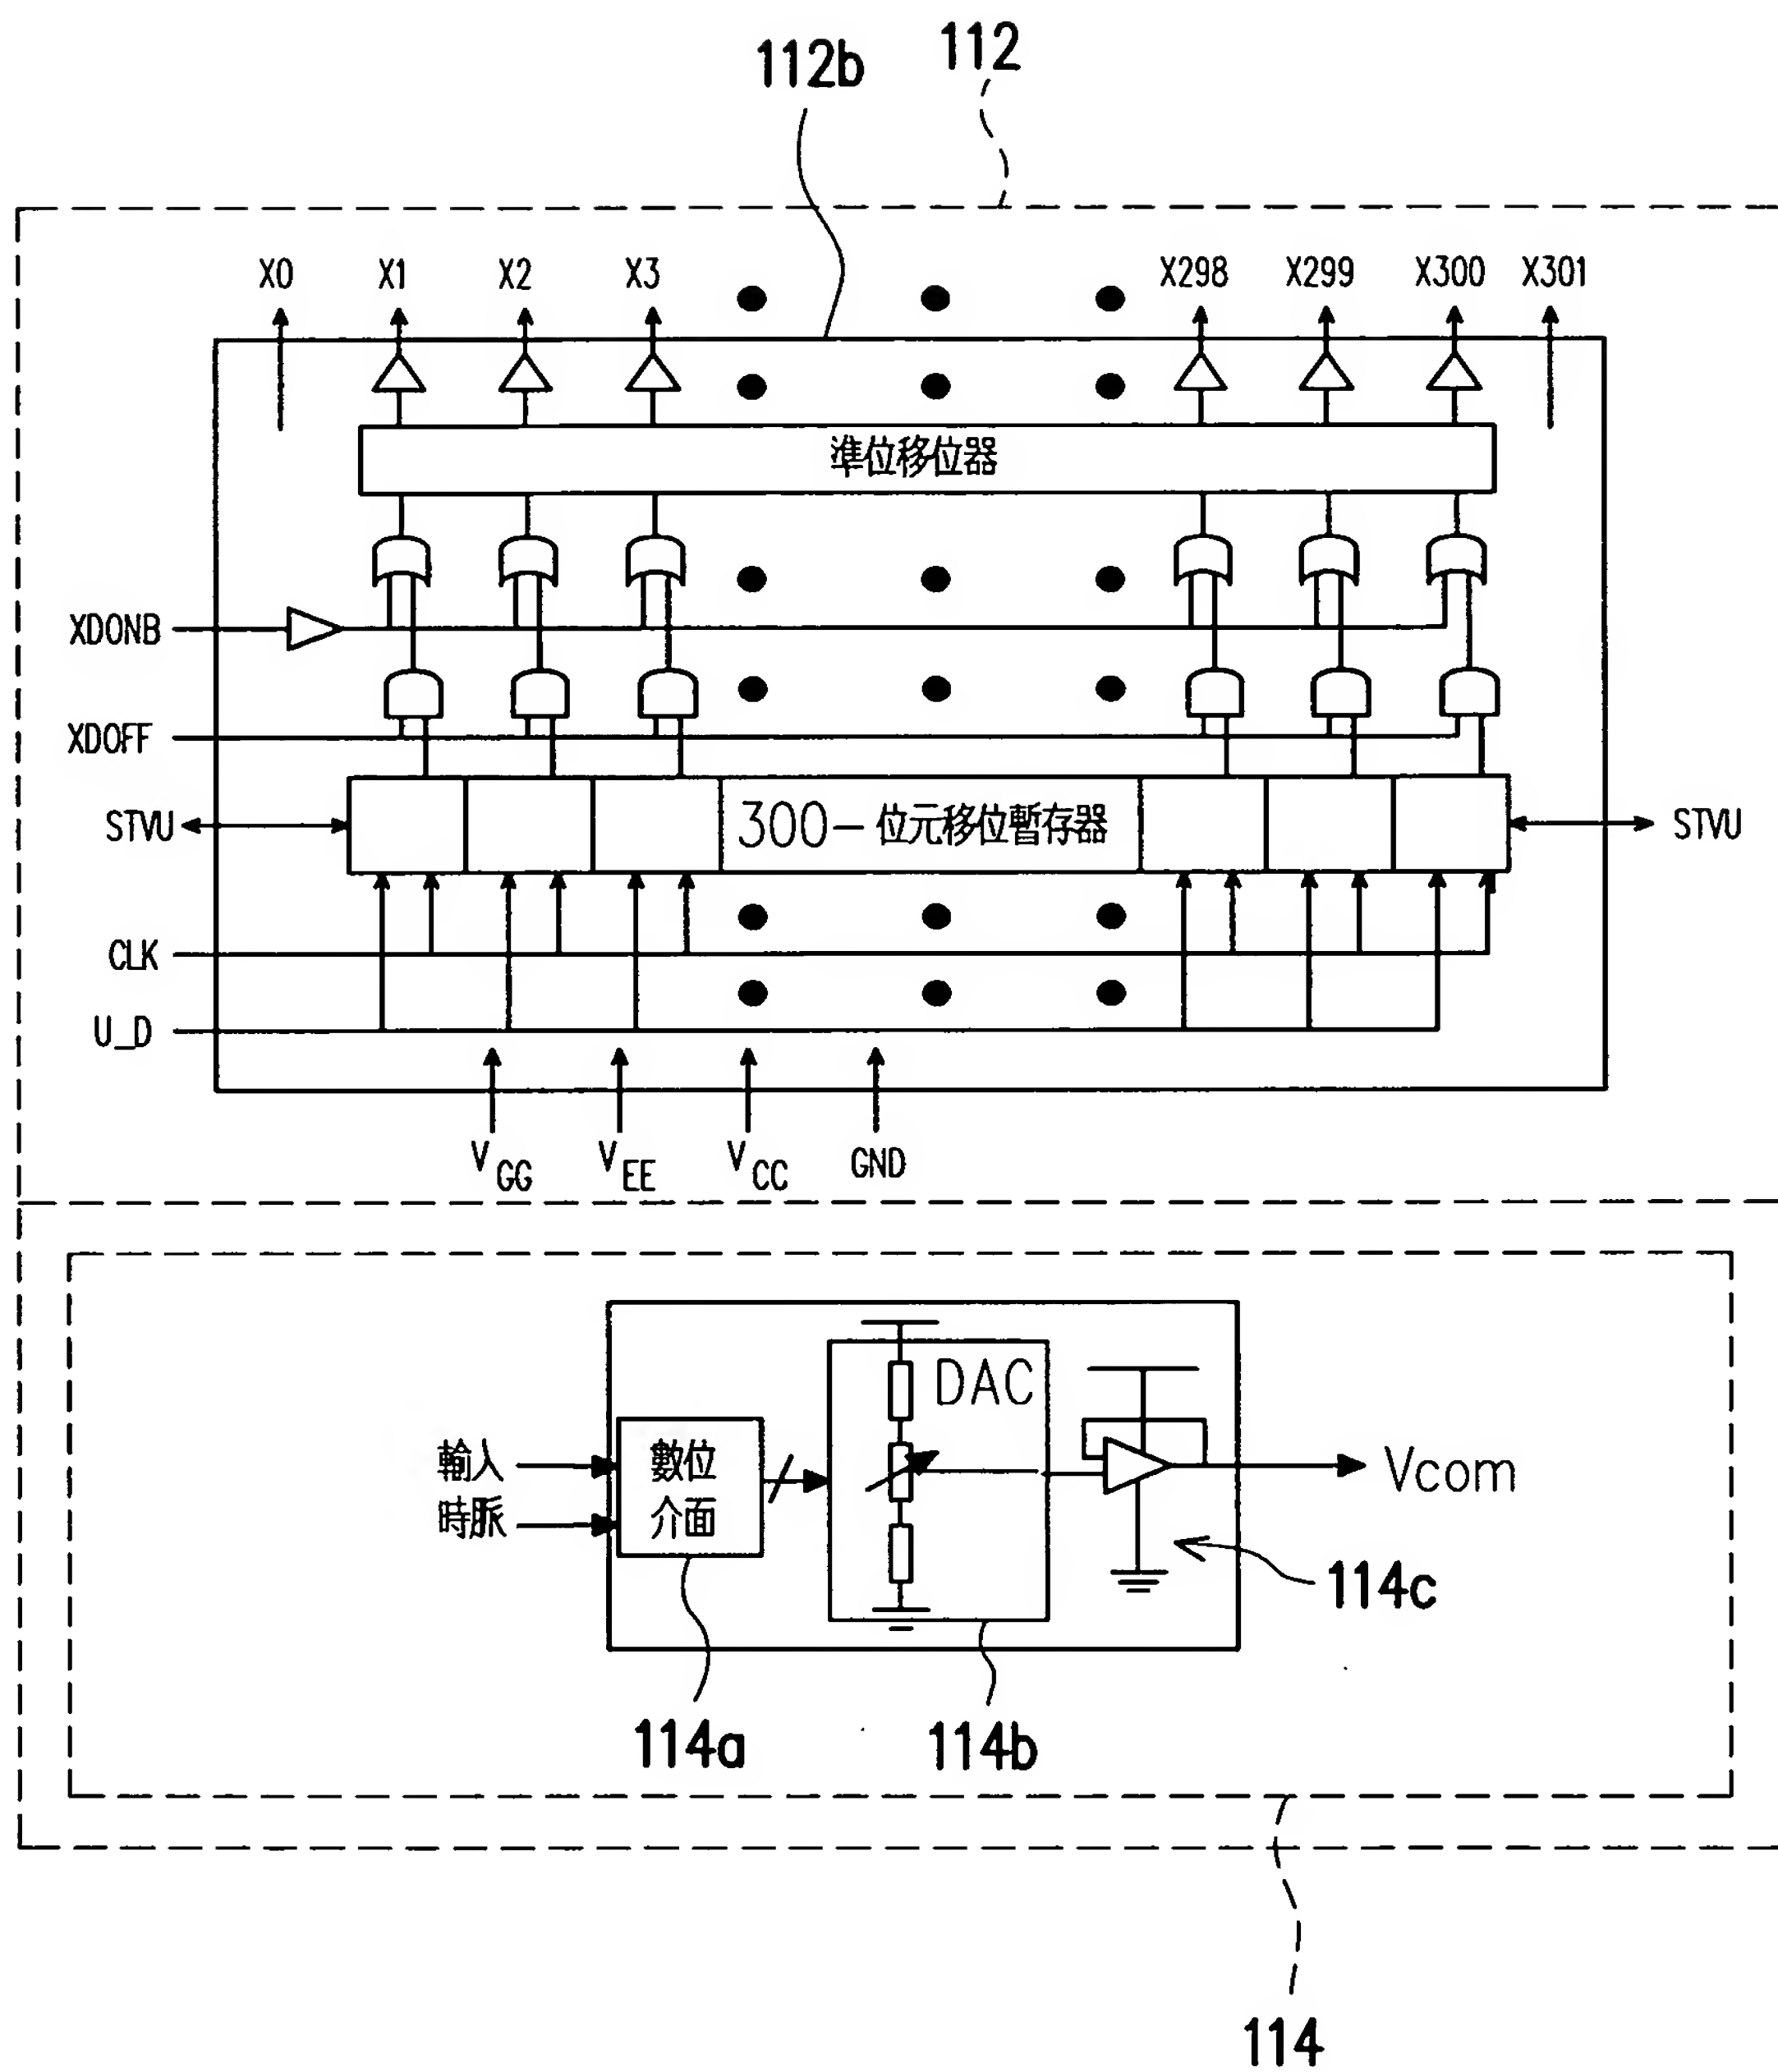 112b 112
X0 X1 X2 X3 X298 X299 X300 X301
準位移位器
XDONB
XDOFF
STVU 300-位元移位暫存器 STVU
CLK
U_D
VGG VEE VCC GND
DAC
輸入 數位 Vcom
時脈 介面
114c
114a 114b
114